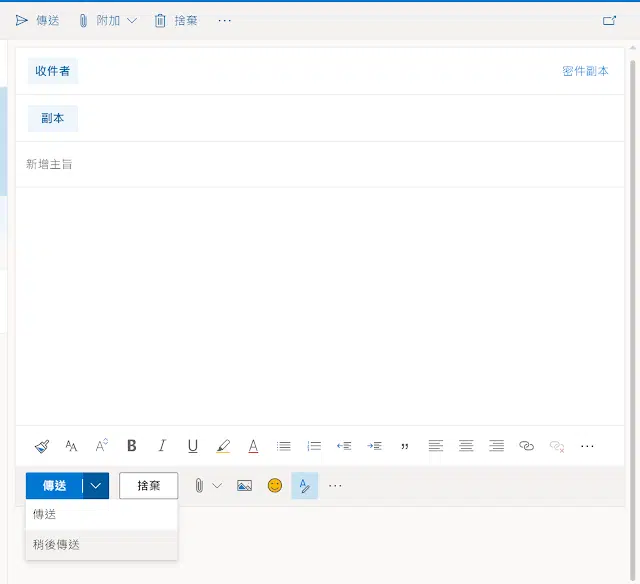 傳送 附加 捨棄
收件者 密件副本
副本
新增主旨
傳送 捨棄
傳送
稍後傳送